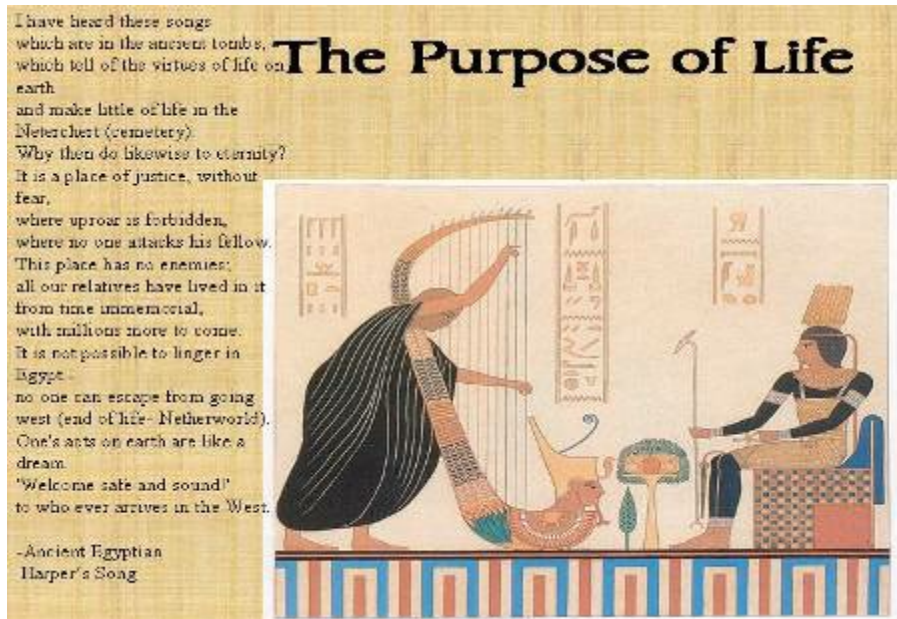 The Purpose of Life
I have heard these songs
which are in the ancient tombs,
which tell of the virtues of life on
earth
and make little of life in the
Neterchert (cemetery).
Why then do likewise to eternity?
It is a place of justice, without
fear,
where uproar is forbidden,
where no one attacks his fellow.
This place has no enemies;
all our relatives have lived in it
from time immemorial,
with millions more to come.
It is not possible to linger in
Egypt -
no one can escape from going
west (end of life- Netherworld).
One's acts on earth are like a
dream.
"Welcome safe and sound!"
to who ever arrives in the West.
-Ancient Egyptian
Harper's Song